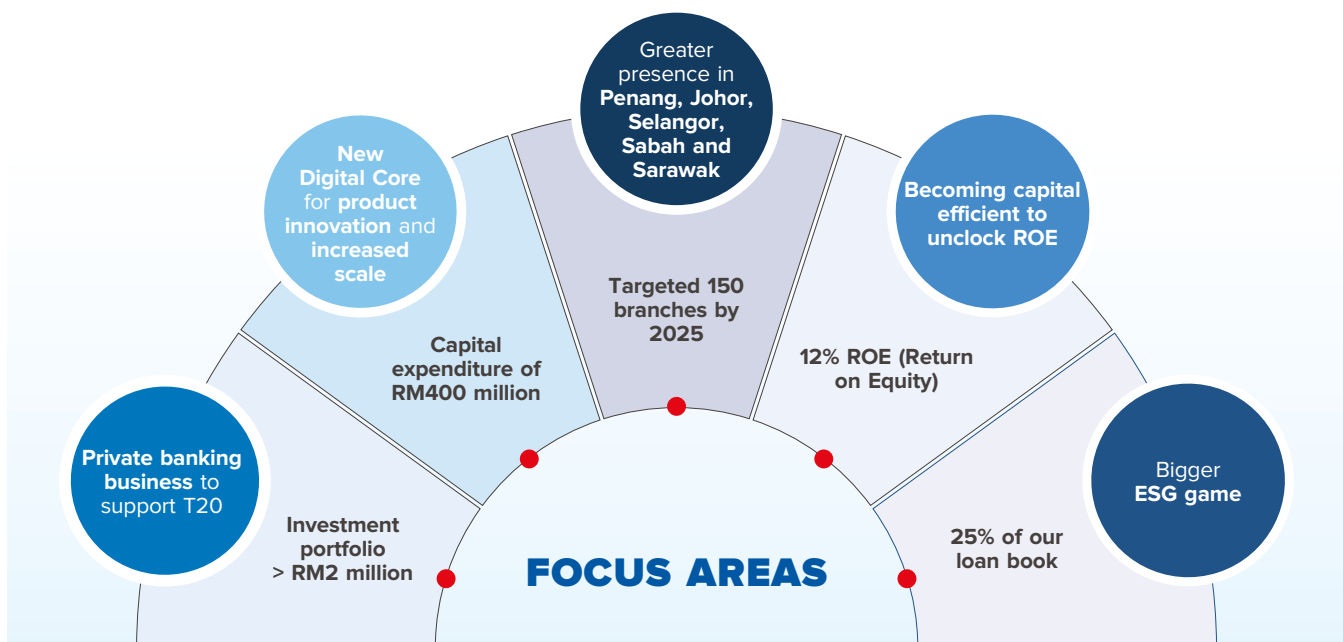 Greater
presence in
Penang, Johor,
Selangor,
Sabah and
Sarawak
New
Digital Core
for product
innovation and
increased
scale
Becoming capital
efficient to
unclock ROE
Targeted 150
branches by
2025
Capital
expenditure of
RM400 million
12% ROE (Return
on Equity)
Private banking
business to
support T20
Bigger
ESG game
Investment
portfolio
> RM2 million
25% of our
loan book
FOCUS AREAS